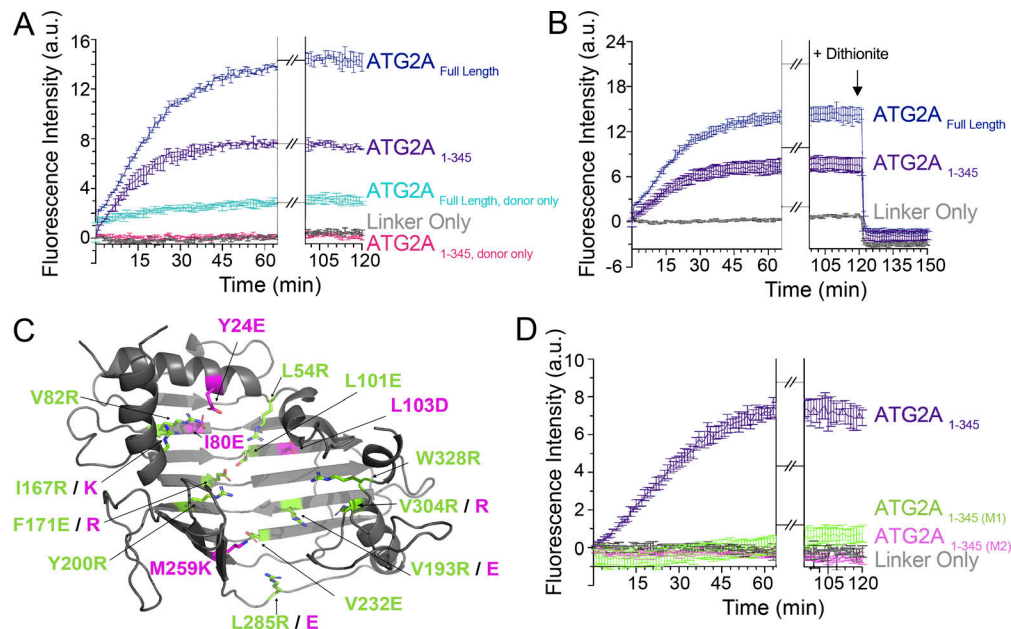 A
Fluorescence Intensity (a.u.)
16
12
8
4
0
15 30 45 60 105 120
Time (min)
ATG2A Full Length
ATG2A 1-345
ATG2A Full Length, donor only
Linker Only
ATG2A 1-345, donor only
B
Fluorescence Intensity (a.u.)
24
18
12
6
0
-6
15 30 45 60 105 120 135 150
Time (min)
+ Dithionite
ATG2A Full Length
ATG2A 1-345
Linker Only
C
Y24E
L54R
V82R
L101E
L103D
I80E
W328R
I167R / K
V304R / R
F171E / R
Y200R
M259K
V193R / E
V232E
L285R / E
D
Fluorescence Intensity (a.u.)
10
8
6
4
2
0
15 30 45 60 105 120
Time (min)
ATG2A 1-345
ATG2A 1-345 (M1)
ATG2A 1-345 (M2)
Linker Only